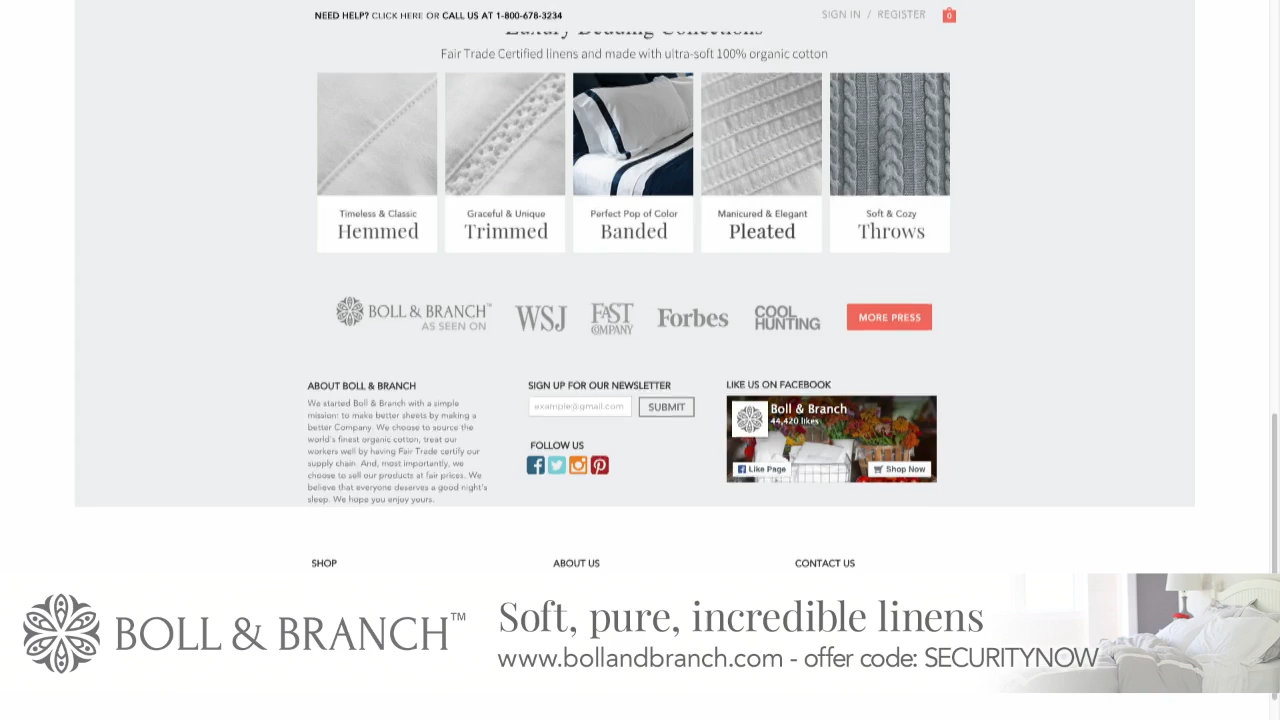 NEED HELP? CLICK HERE OR CALL US AT 1-800-678-3234
SIGN IN / REGISTER
0
Luxury Bedding Collections
Fair Trade Certified linens and made with ultra-soft 100% organic cotton
Timeless & Classic
Hemmed
Graceful & Unique
Trimmed
Perfect Pop of Color
Banded
Manicured & Elegant
Pleated
Soft & Cozy
Throws
BOLL & BRANCH™
AS SEEN ON
WSJ
FAST
COMPANY
Forbes
COOL
HUNTING
MORE PRESS
ABOUT BOLL & BRANCH
We started Boll & Branch with a simple
mission: to make better sheets by making a
better Company. We choose to source the
world's finest organic cotton, treat our
workers well by having Fair Trade certify our
supply chain. And, most importantly, we
choose to sell our products at fair prices. We
believe that everyone deserves a good night's
sleep. We hope you enjoy yours.
SIGN UP FOR OUR NEWSLETTER
example@gmail.com
SUBMIT
FOLLOW US
LIKE US ON FACEBOOK
Boll & Branch
44,420 likes
Like Page
Shop Now
SHOP
ABOUT US
CONTACT US
BOLL & BRANCH™
Soft, pure, incredible linens
www.bollandbranch.com - offer code: SECURITYNOW